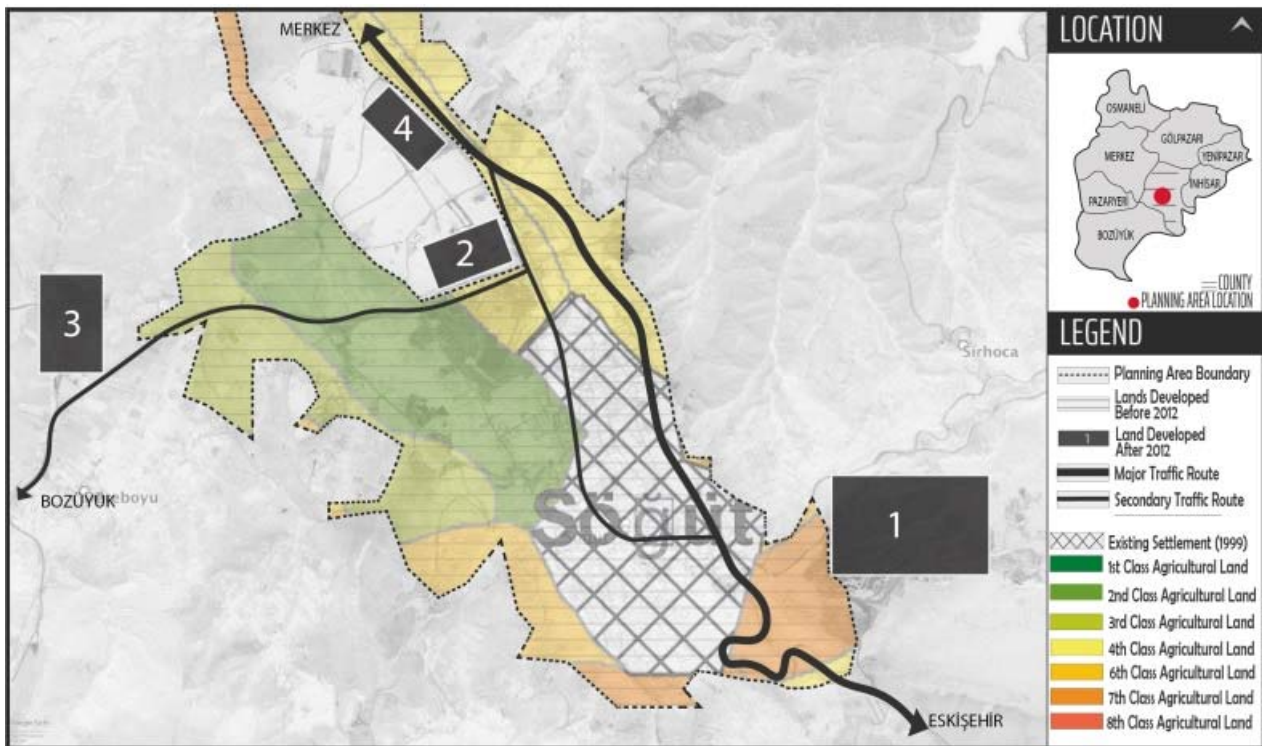 MERKEZ
4
2
3
BOZÜYÜK
Söğüt
Sırhoca
1
ESKİŞEHİR
LOCATION
OSMANELİ
GÖLPAZARI
MERKEZ
YENİPAZAR
İNHİSAR
PAZARYERİ
BOZÜYÜK
COUNTY
PLANNING AREA LOCATION
LEGEND
Planning Area Boundary
Lands Developed
Before 2012
1
Land Developed
After 2012
Major Traffic Route
Secondary Traffic Route
Existing Settlement (1999)
1st Class Agricultural Land
2nd Class Agricultural Land
3rd Class Agricultural Land
4th Class Agricultural Land
6th Class Agricultural Land
7th Class Agricultural Land
8th Class Agricultural Land